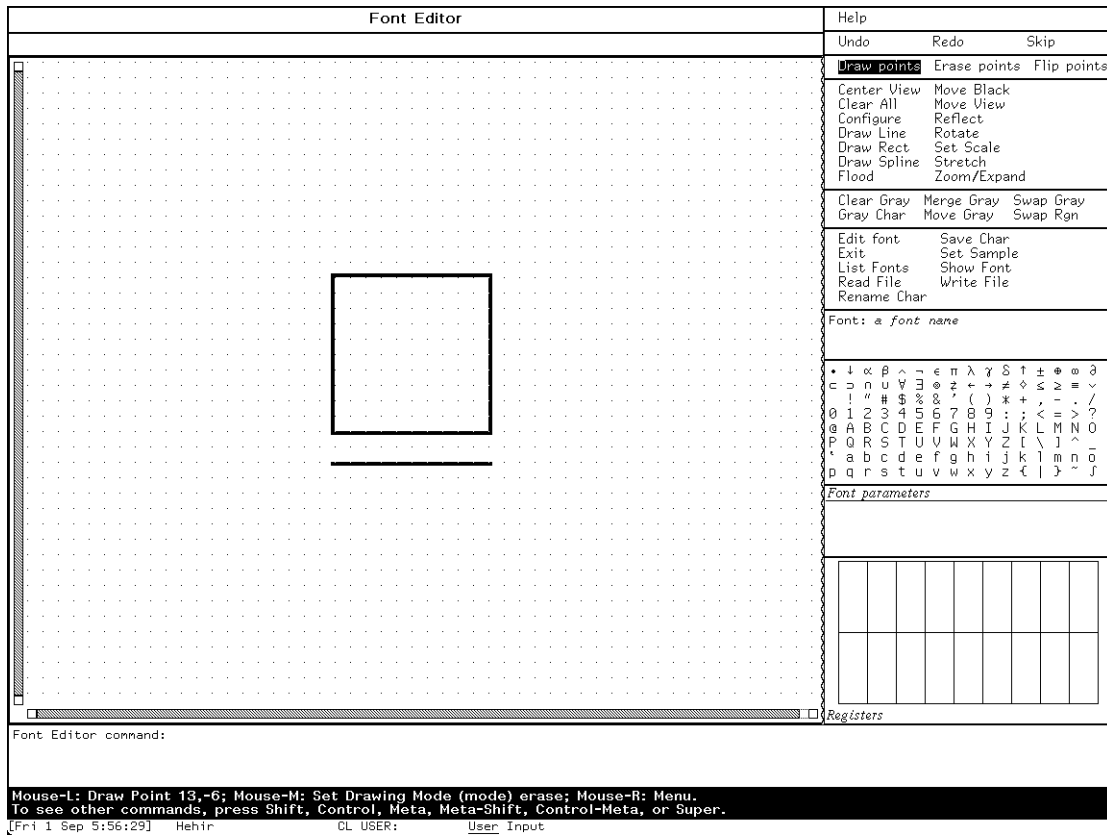 Font Editor
Help
Undo Redo Skip
Draw points Erase points Flip points
Center View Move Black
Clear All Move View
Configure Reflect
Draw Line Rotate
Draw Rect Set Scale
Draw Spline Stretch
Flood Zoom/Expand
Clear Gray Merge Gray Swap Gray
Gray Char Move Gray Swap Rgn
Edit font Save Char
Exit Set Sample
List Fonts Show Font
Read File Write File
Rename Char
Font: a font name
· ↓ α β ^ ¬ ε π λ γ δ ↑ ± ⊕ ∞ ∂
⊂ ⊃ ∩ ∪ ∀ ∃ ⊗ ⇄ ← → ≠ ◊ ≤ ≥ ≡ ∨
! " # $ % & ' ( ) * + , - . /
0 1 2 3 4 5 6 7 8 9 : ; < = > ?
@ A B C D E F G H I J K L M N O
P Q R S T U V W X Y Z [ \ ] ^ _
` a b c d e f g h i j k l m n o
p q r s t u v w x y z { | } ~ ∫
Font parameters
Registers
Font Editor command:
Mouse-L: Draw Point 13,-6; Mouse-M: Set Drawing Mode (mode) erase; Mouse-R: Menu.
To see other commands, press Shift, Control, Meta, Meta-Shift, Control-Meta, or Super.
[Fri 1 Sep 5:56:29] Hehir CL USER: User Input